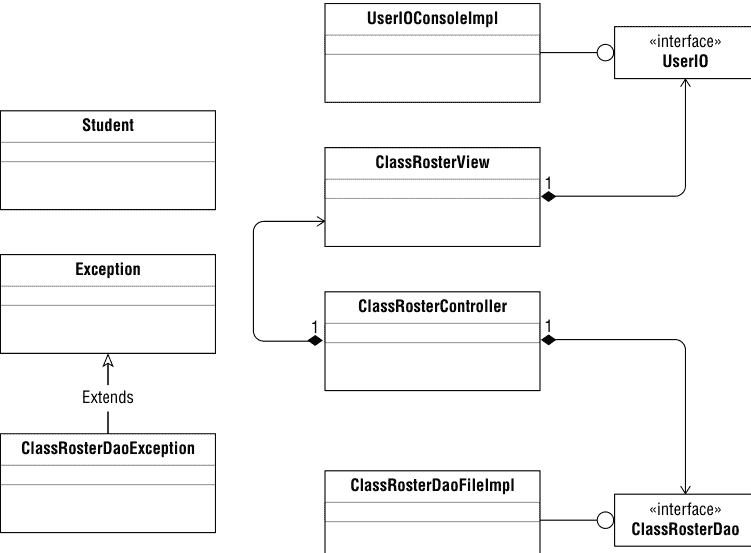 UserIOConsoleImpl
«interface»
UserIO
Student
ClassRosterView
1
Exception
ClassRosterController
1
1
Extends
ClassRosterDaoException
ClassRosterDaoFileImpl
«interface»
ClassRosterDao